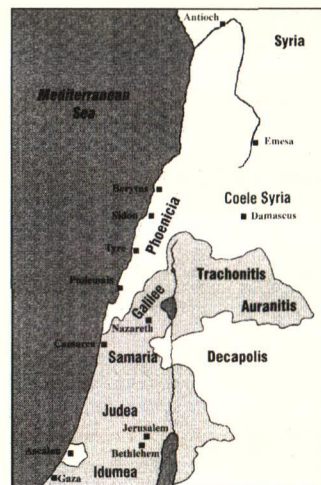 Antioch
Syria
Mediterranean
Sea
Emesa
Berytus
Coele Syria
Sidon
Damascus
Phoenicia
Tyre
Trachonitis
Ptolemais
Galilee
Auranitis
Nazareth
Caesarea
Samaria
Decapolis
Judea
Jerusalem
Ascalon
Bethlehem
Gaza
Idumea